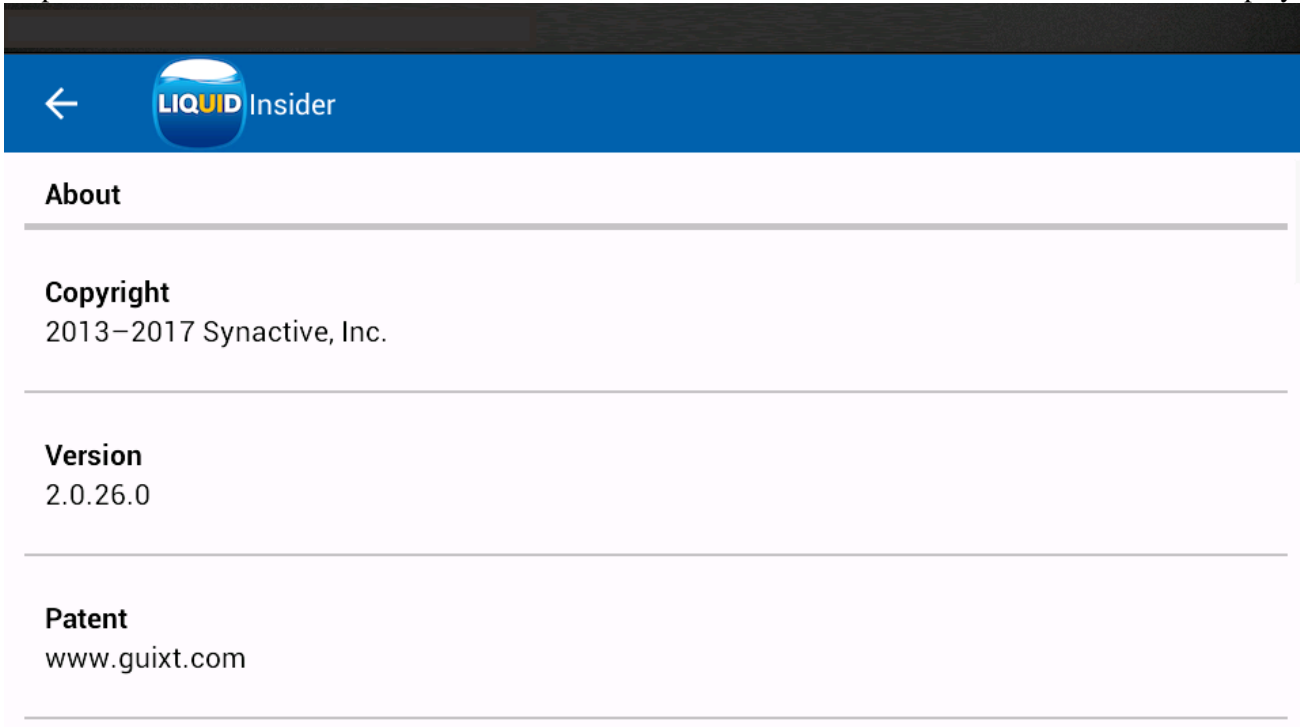 LIQUID Insider
About
Copyright
2013–2017 Synactive, Inc.
Version
2.0.26.0
Patent
www.guixt.com